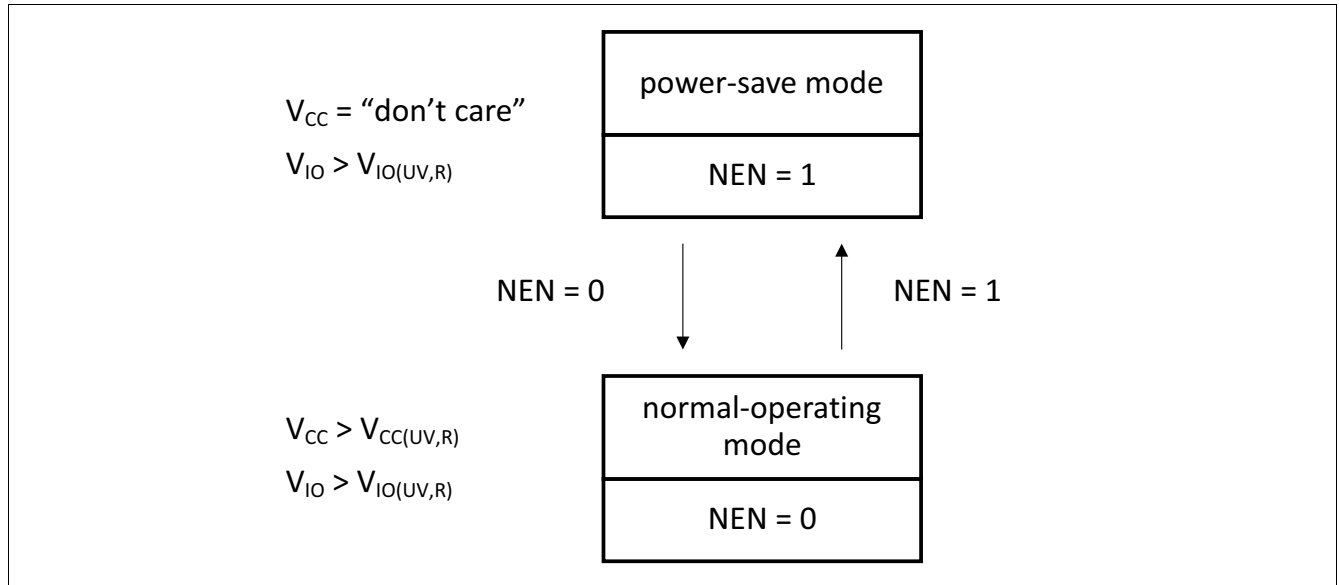 power-save mode
V_CC = “don’t care”
V_IO > V_IO(UV,R)
NEN = 1
NEN = 0
NEN = 1
normal-operating
mode
V_CC > V_CC(UV,R)
V_IO > V_IO(UV,R)
NEN = 0